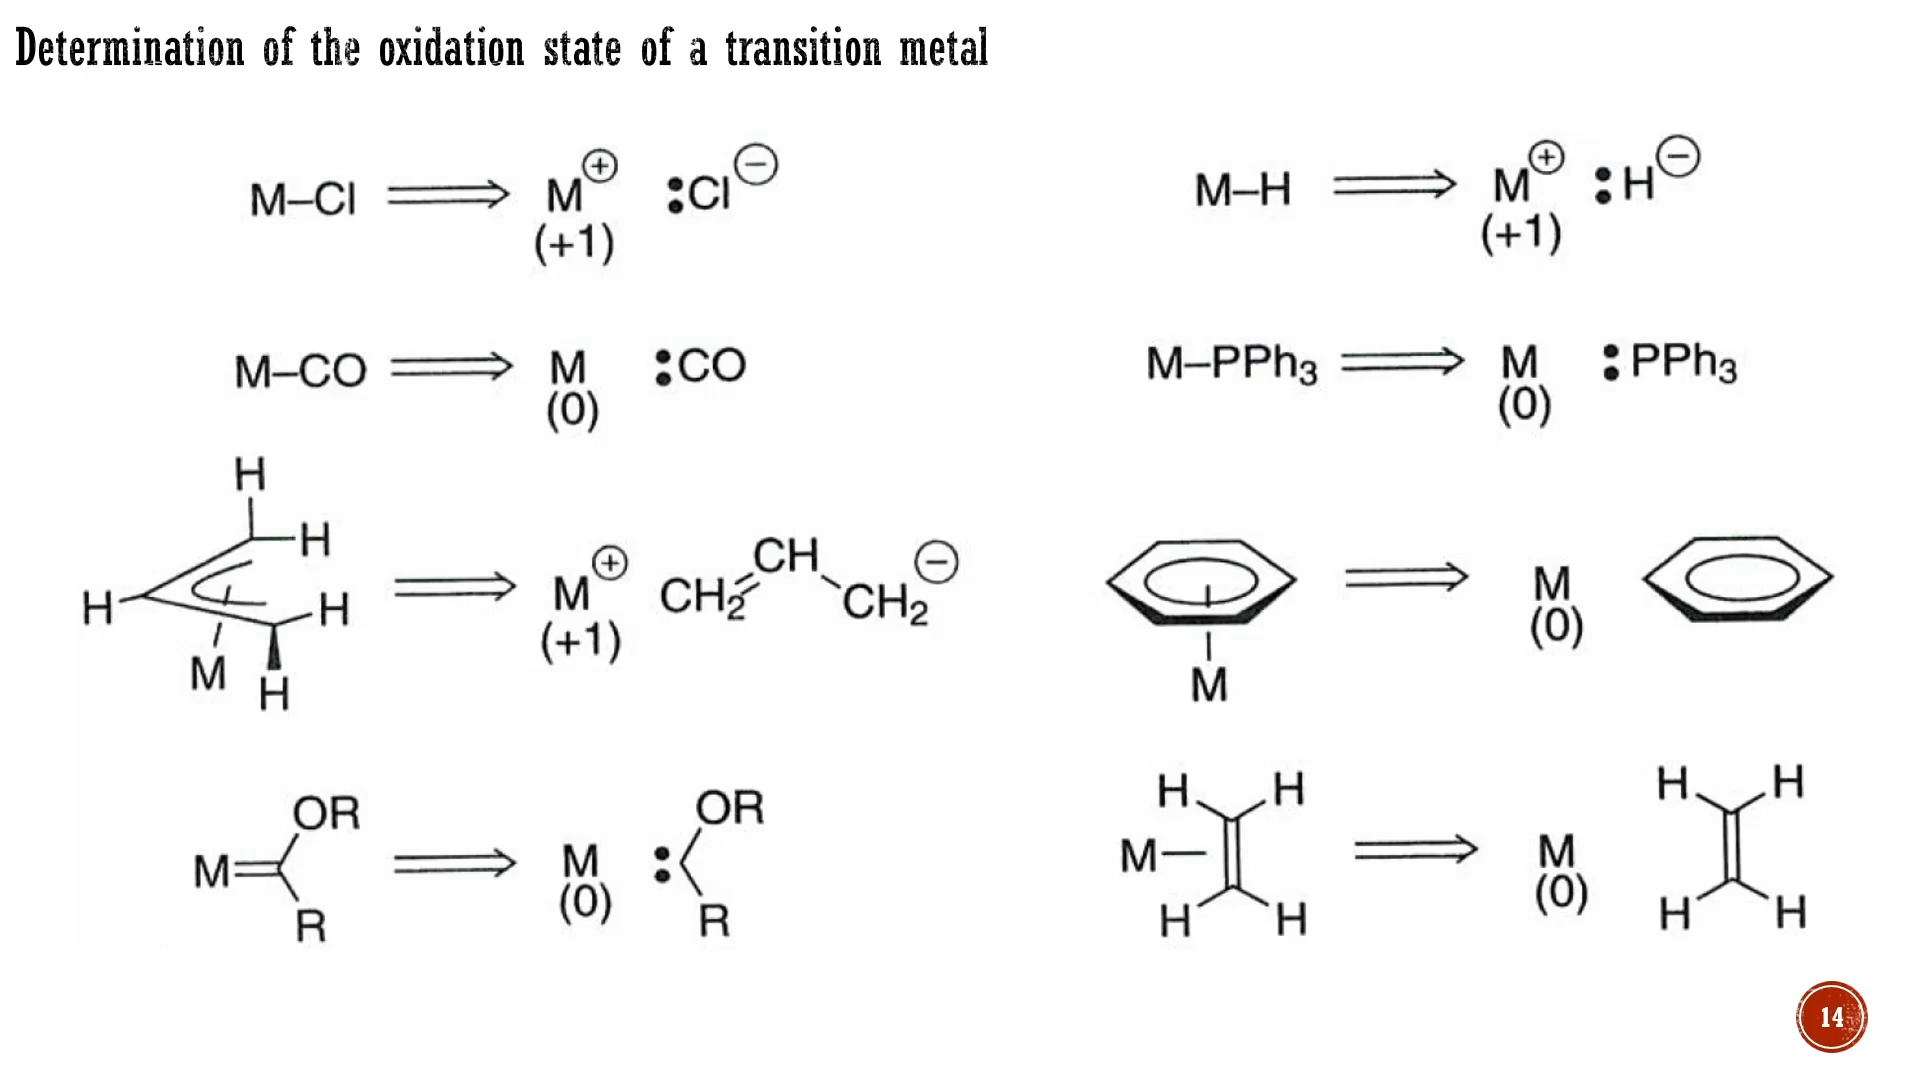 Determination of the oxidation state of a transition metal
M–Cl ⟹ M⊕ :Cl⊖
(+1)
M–H ⟹ M⊕ :H⊖
(+1)
M–CO ⟹ M :CO
(0)
M–PPh3 ⟹ M :PPh3
(0)
H
H
H
H
M
H
M⊕
(+1)
CH2 CH CH2 ⊖
M
M
(0)
OR
M
R
M
(0)
:
OR
R
H H
M
H H
M
(0)
H H
H H
14